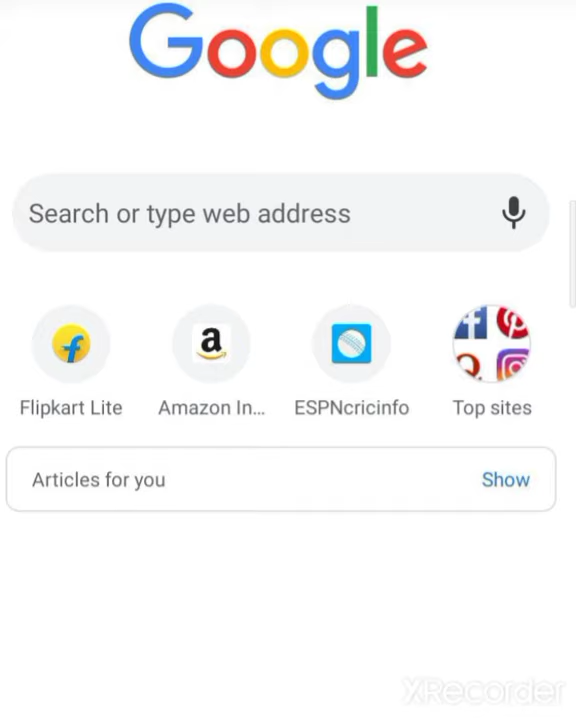 Google
Search or type web address
Flipkart Lite
Amazon In...
ESPNcricinfo
Top sites
Articles for you
Show
XRecorder